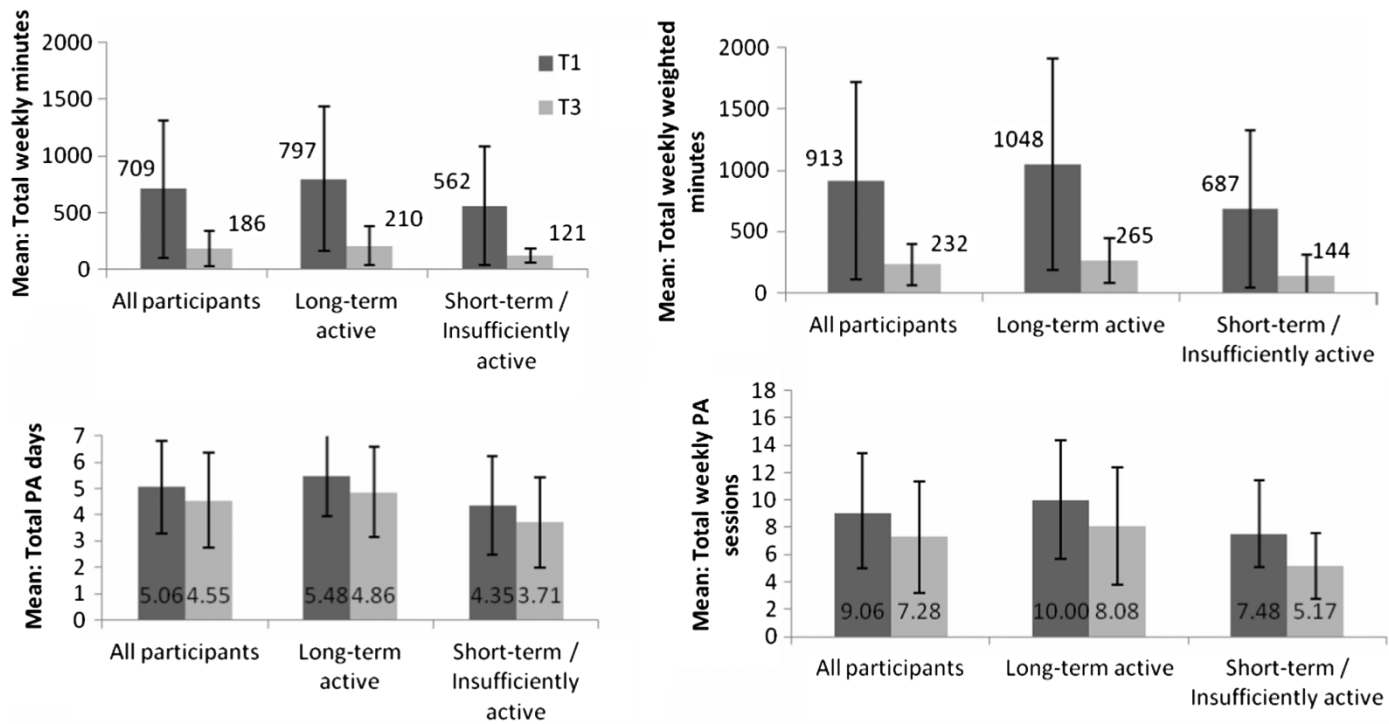 Mean: Total weekly minutes
2000
1500
1000
500
0
T1
T3
709
186
797
210
562
121
All participants
Long-term
active
Short-term /
Insufficiently
active
Mean: Total weekly weighted
minutes
2000
1500
1000
500
0
913
232
1048
265
687
144
All participants
Long-term active
Short-term /
Insufficiently active
Mean: Total PA days
7
6
5
4
3
2
1
0
5.06 4.55
5.48 4.86
4.35 3.71
All participants
Long-term
active
Short-term /
Insufficiently
active
Mean: Total weekly PA
sessions
18
16
14
12
10
8
6
4
2
0
9.06 7.28
10.00 8.08
7.48 5.17
All participants
Long-term active
Short-term /
Insufficiently active